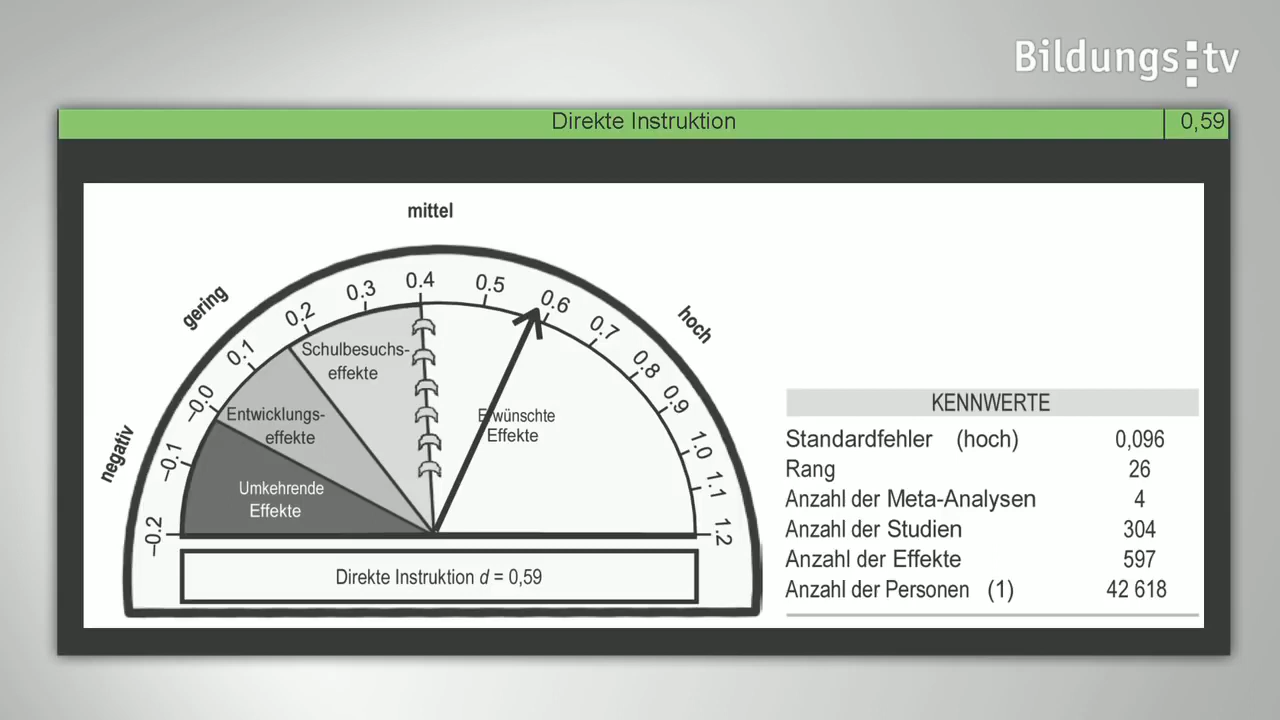 Bildungs:tv
Direkte Instruktion 0,59
mittel
gering
hoch
negativ
–0.2
–0.1
–0.0
0.1
0.2
0.3
0.4
0.5
0.6
0.7
0.8
0.9
1.0
1.1
1.2
Schulbesuchs-
effekte
Entwicklungs-
effekte
Umkehrende
Effekte
Erwünschte
Effekte
Direkte Instruktion d = 0,59
KENNWERTE
Standardfehler (hoch) 0,096
Rang 26
Anzahl der Meta-Analysen 4
Anzahl der Studien 304
Anzahl der Effekte 597
Anzahl der Personen (1) 42 618